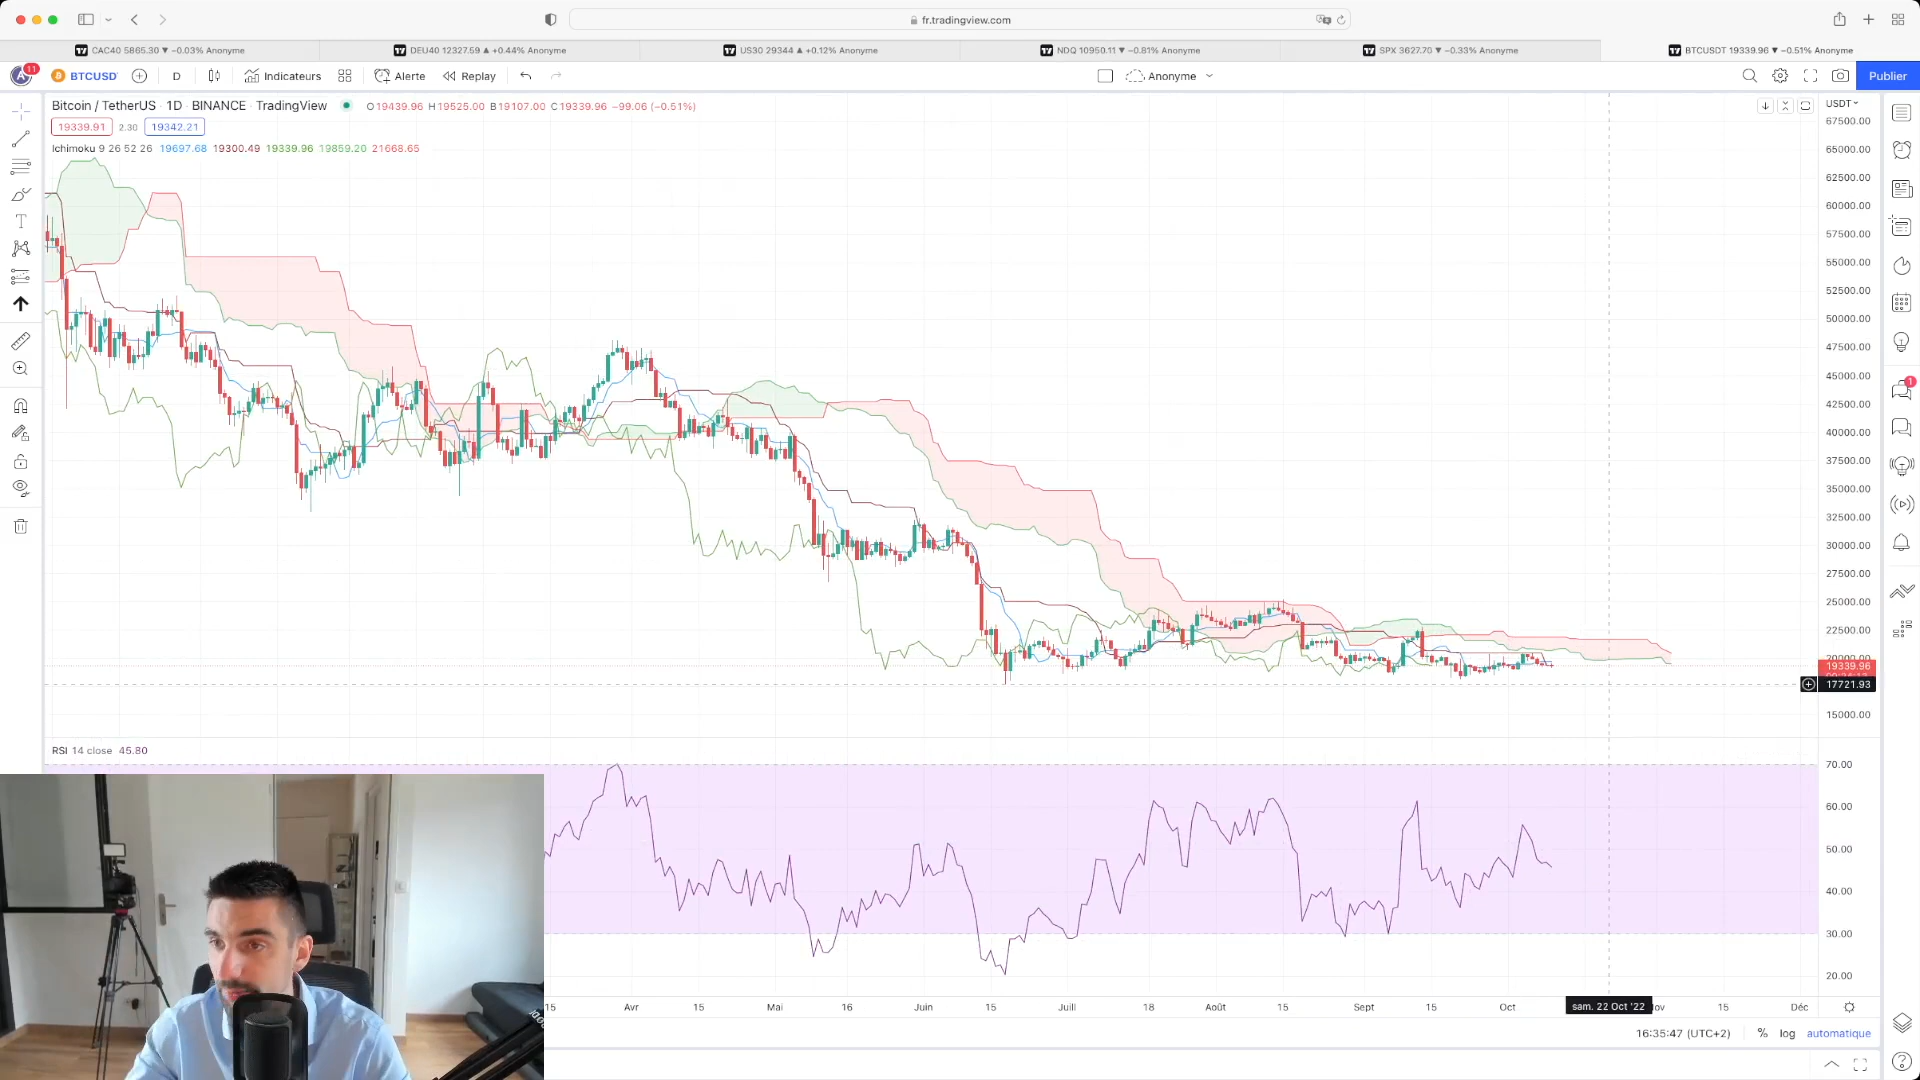 fr.tradingview.com
CAC40 5865.30 ▼ −0.03% Anonyme
DEU40 12327.59 ▲ +0.44% Anonyme
US30 29344 ▲ +0.12% Anonyme
NDQ 10950.11 ▼ −0.81% Anonyme
SPX 3627.70 ▼ −0.33% Anonyme
BTCUSDT 19339.96 ▼ −0.51% Anonyme
A 11
BTCUSD
D
Indicateurs
Alerte
Replay
Anonyme
Publier
Bitcoin / TetherUS · 1D · BINANCE · TradingView
O19439.96 H19525.00 B19107.00 C19339.96 −99.06 (−0.51%)
19339.91 2.30 19342.21
Ichimoku 9 26 52 26 19697.68 19300.49 19339.96 19859.20 21668.65
USDT
67500.00
65000.00
62500.00
60000.00
57500.00
55000.00
52500.00
50000.00
47500.00
45000.00
42500.00
40000.00
37500.00
35000.00
32500.00
30000.00
27500.00
25000.00
22500.00
19339.96
17721.93
15000.00
1
RSI 14 close 45.80
70.00
60.00
50.00
40.00
30.00
20.00
15 Avr 15 Mai 16 Juin 15 Juill 18 Août 15 Sept 15 Oct sam. 22 Oct '22 15 Déc
16:35:47 (UTC+2) % log automatique